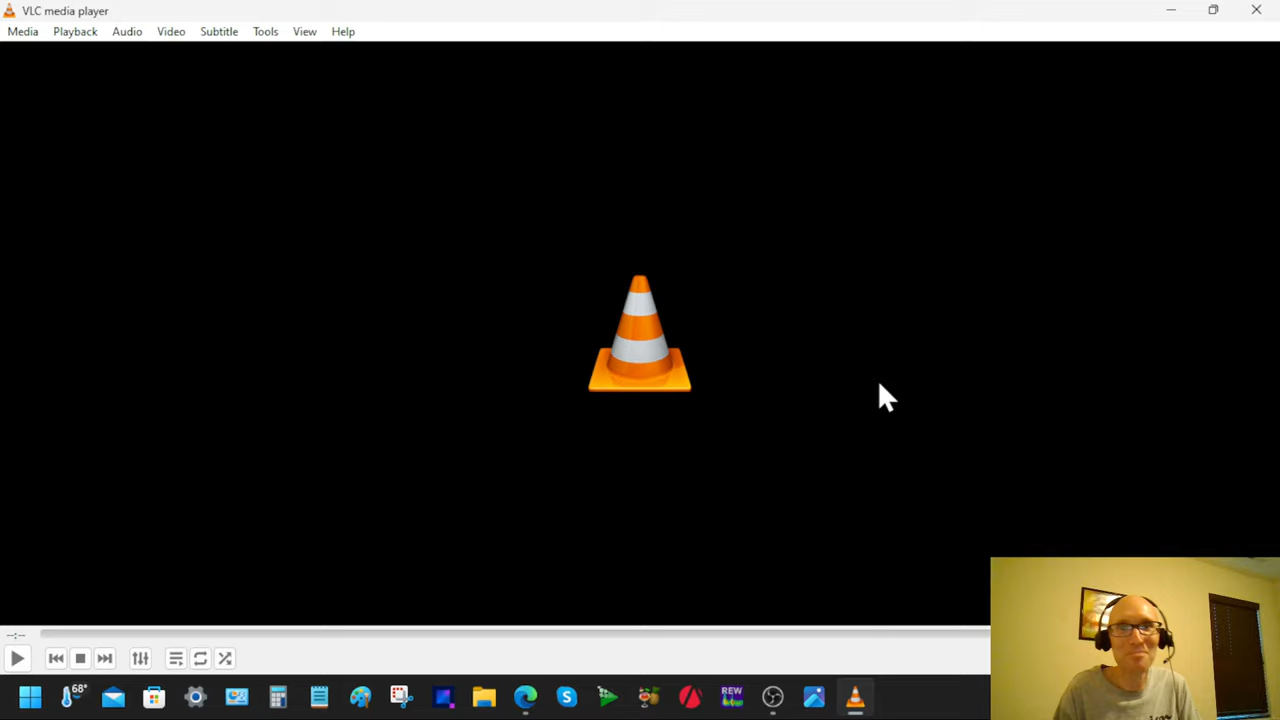 VLC media player
Media Playback Audio Video Subtitle Tools View Help
--:--
68°
S
REW